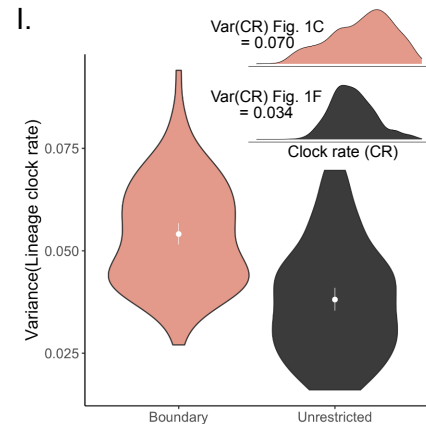 I.
Var(CR) Fig. 1C
= 0.070
Var(CR) Fig. 1F
= 0.034
Clock rate (CR)
Variance(Lineage clock rate)
0.075
0.050
0.025
Boundary
Unrestricted